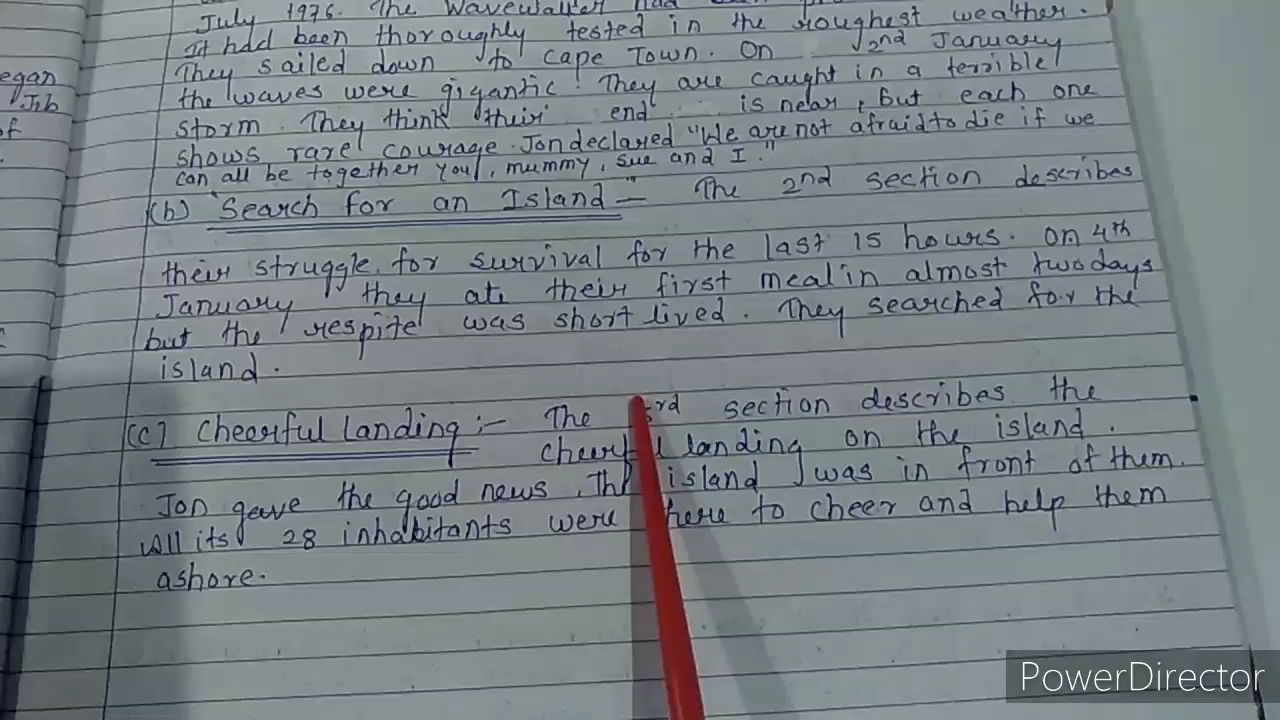 July 1976. The Wavewalker had been
It had been thoroughly tested in the roughest weather.
They sailed down to Cape Town. On 2nd January
the waves were gigantic. They are caught in a terrible
storm. They think their end is near, but each one
shows rare courage. Jon declared "We are not afraid to die if we
can all be together you, mummy, sue and I."
(b) "Search for an Island" – The 2nd section describes
their struggle for survival for the last 15 hours. On 4th
January they ate their first meal in almost two days
but the respite was short lived. They searched for the
island.
(c) Cheerful Landing :- The 3rd section describes the
cheerful landing on the island.
Jon gave the good news. The island was in front of them.
All its 28 inhabitants were there to cheer and help them
ashore.
egan
Job
of
PowerDirector